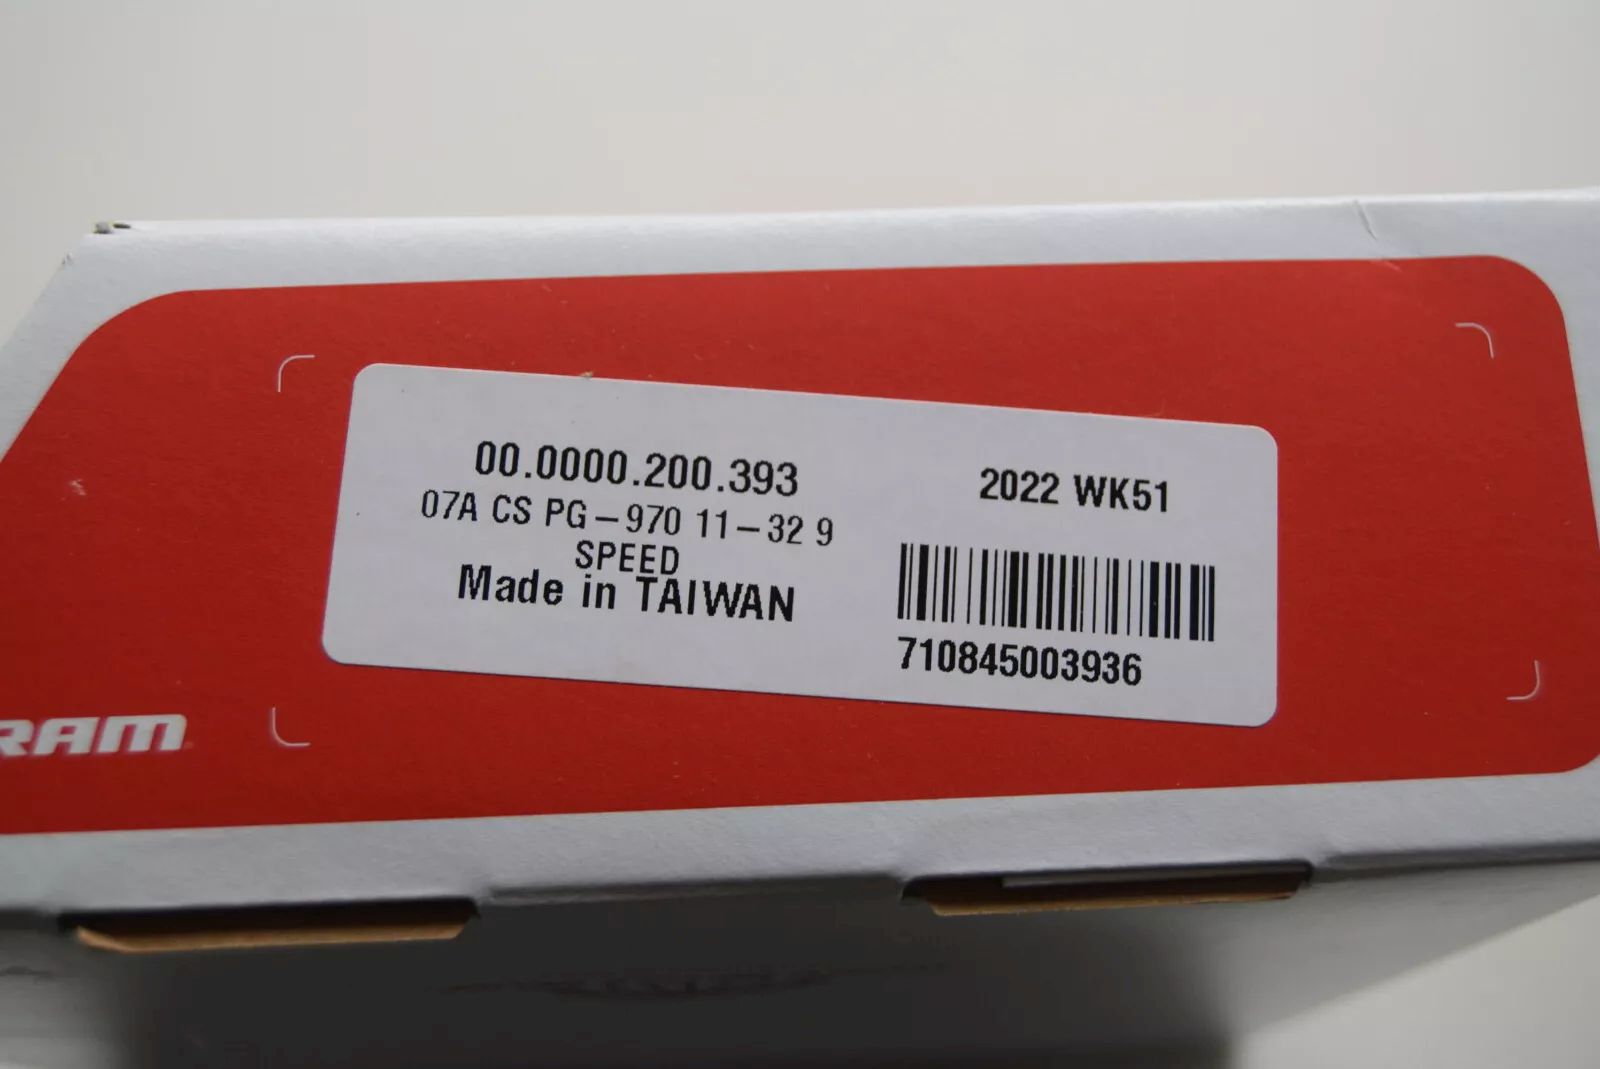 00.0000.200.393
07A CS PG-970 11-32 9
SPEED
Made in TAIWAN
2022 WK51
710845003936
RAM